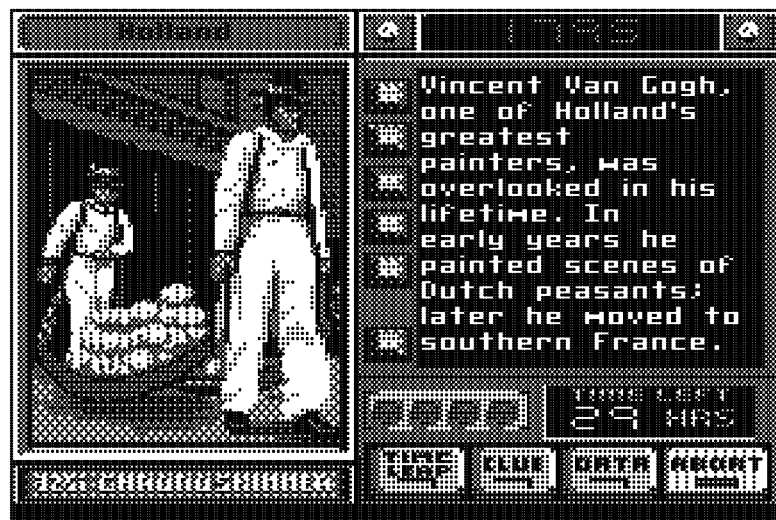 Holland
1795
Vincent Van Gogh,
one of Holland's
greatest
painters, was
overlooked in his
lifetime. In
early years he
painted scenes of
Dutch peasants;
later he moved to
southern France.
TIME LEFT
29 HRS
TIME
LEAP
CLUE
DATA
ABORT